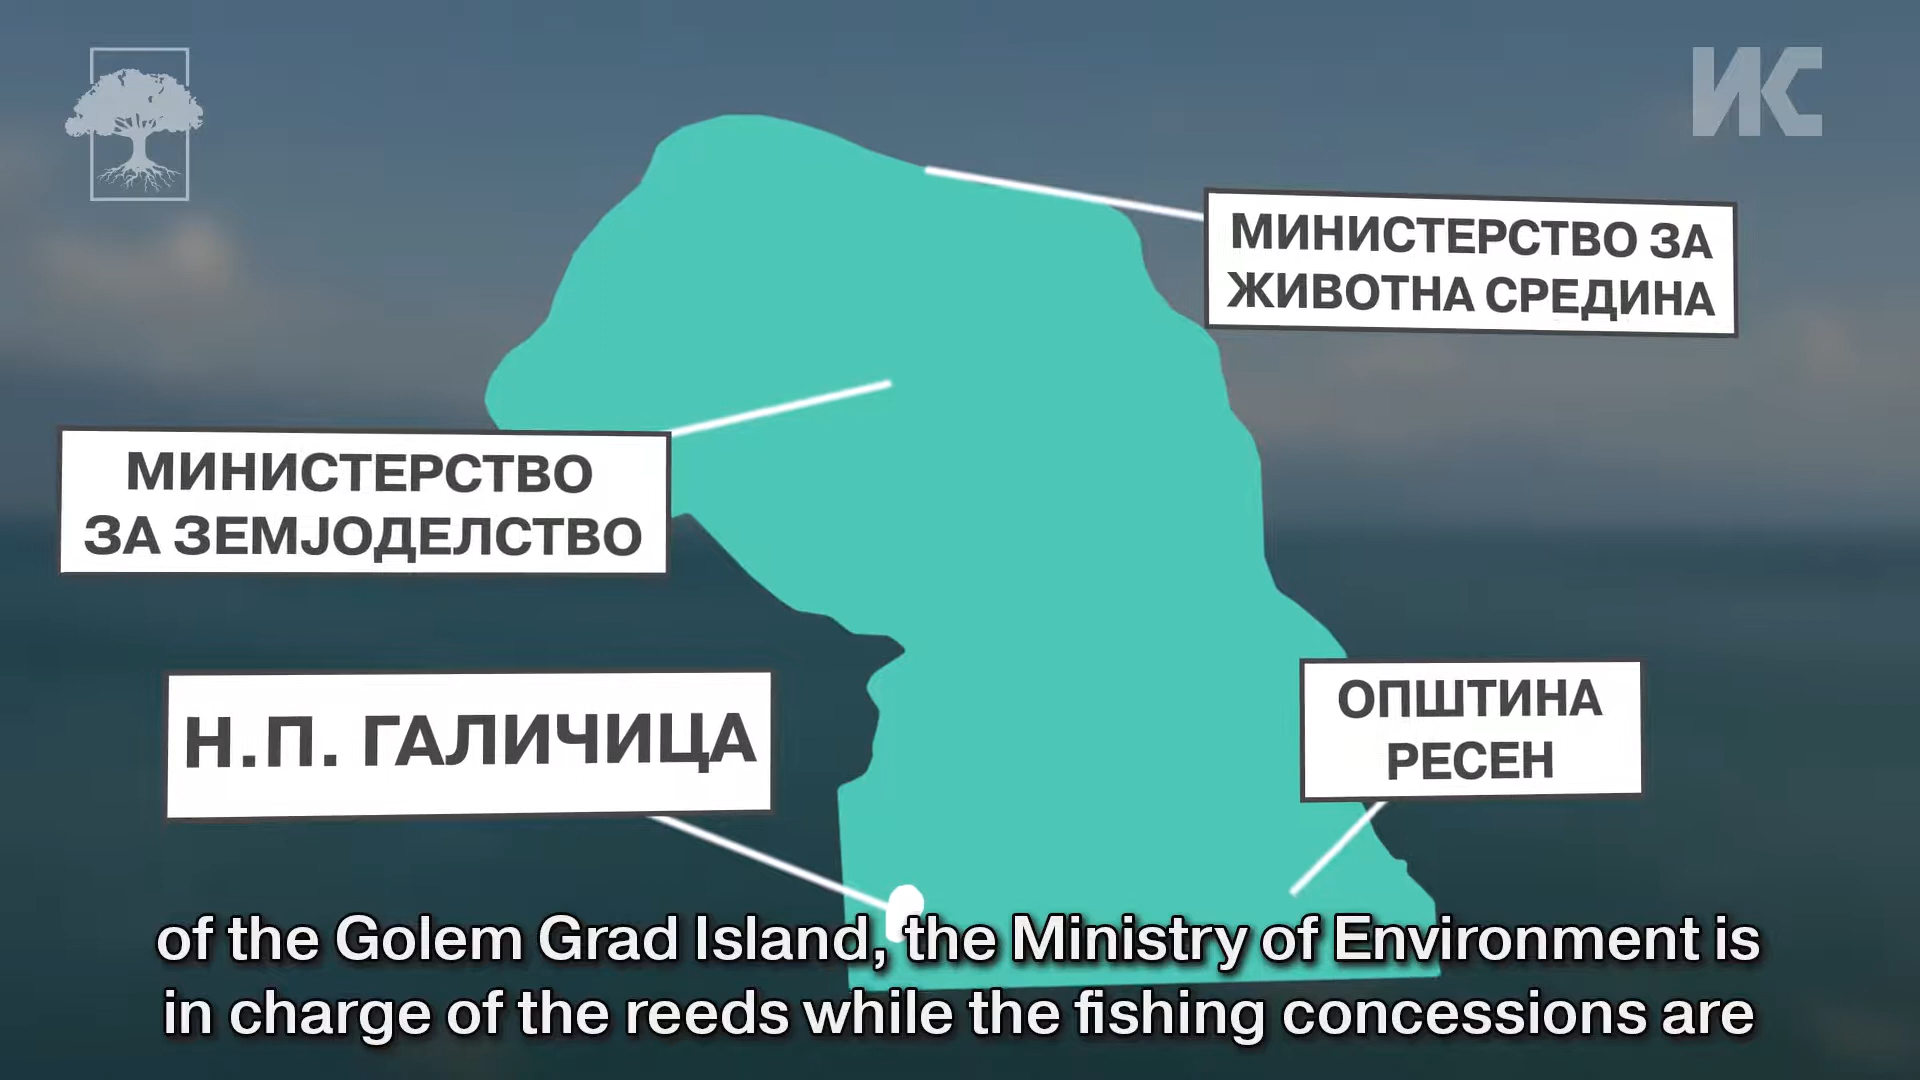 ИС
МИНИСТЕРСТВО ЗА
ЖИВОТНА СРЕДИНА
МИНИСТЕРСТВО
ЗА ЗЕМЈОДЕЛСТВО
Н.П. ГАЛИЧИЦА
ОПШТИНА
РЕСЕН
of the Golem Grad Island, the Ministry of Environment is
in charge of the reeds while the fishing concessions are